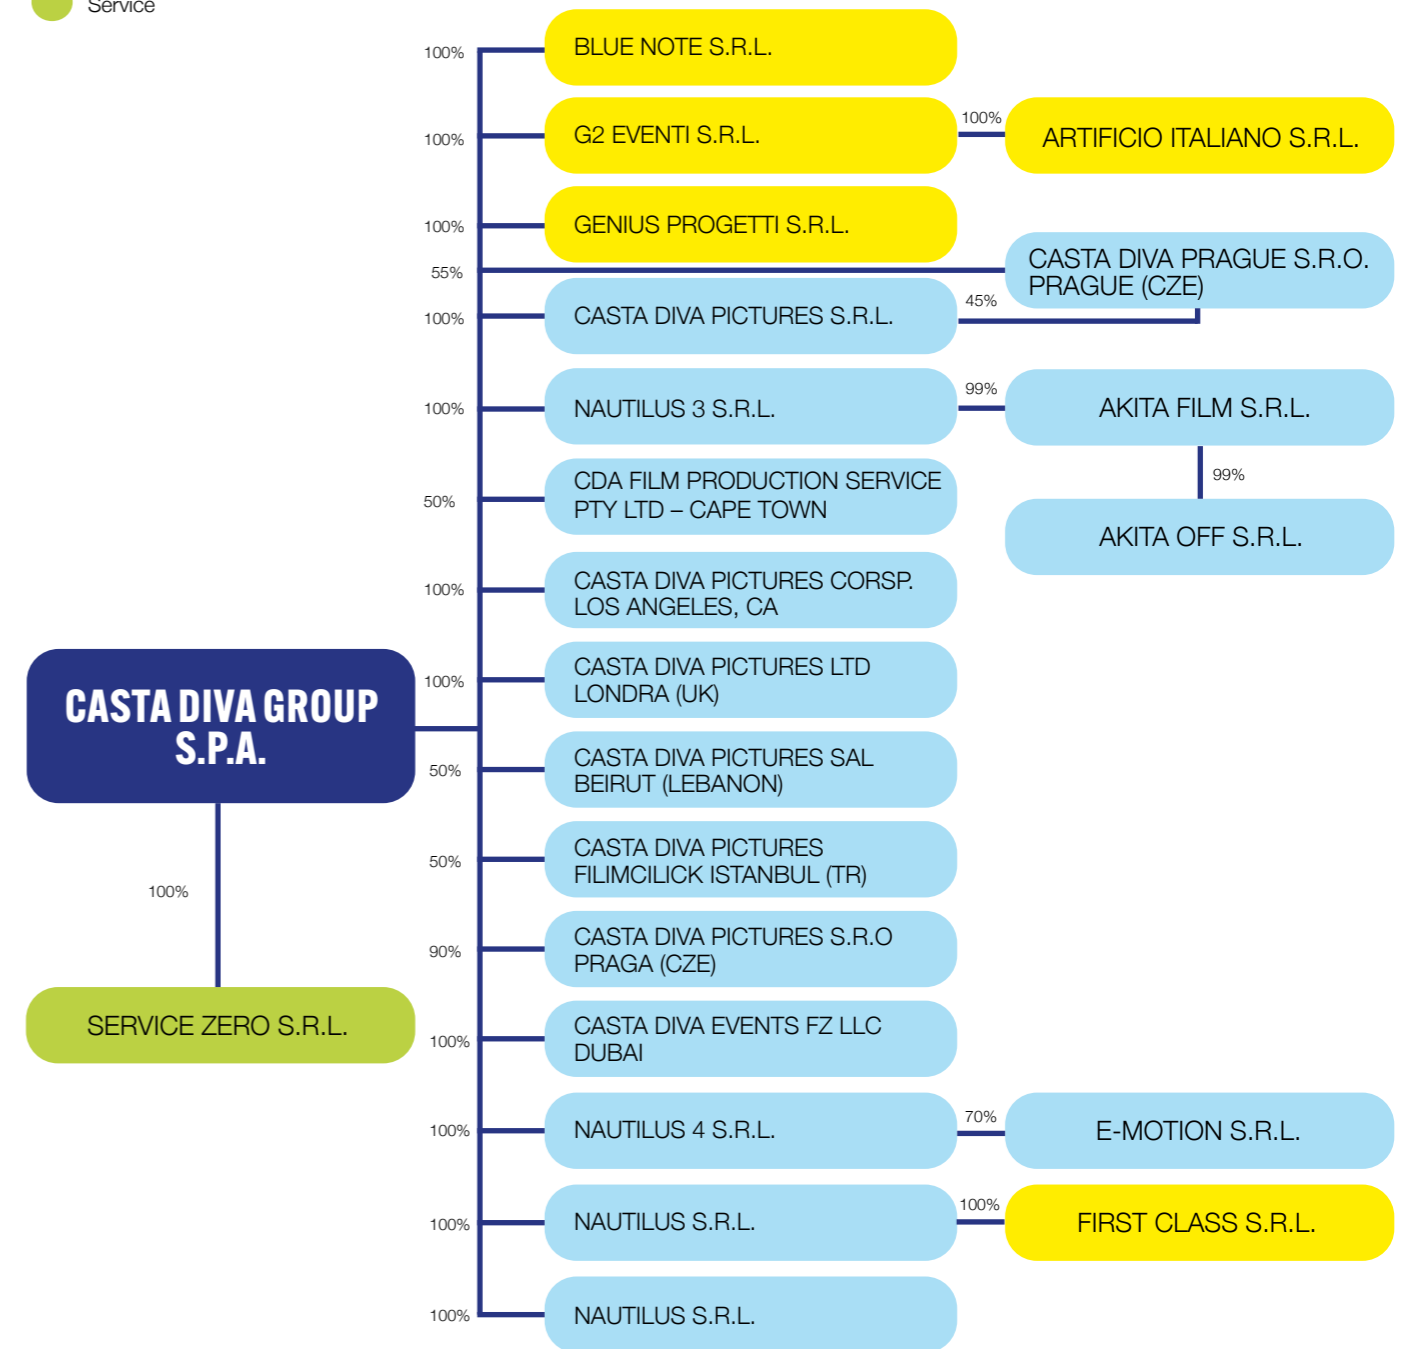 Service
100%
BLUE NOTE S.R.L.
100%
G2 EVENTI S.R.L.
100%
ARTIFICIO ITALIANO S.R.L.
100%
GENIUS PROGETTI S.R.L.
55%
CASTA DIVA PRAGUE S.R.O.
PRAGUE (CZE)
100%
CASTA DIVA PICTURES S.R.L.
45%
100%
NAUTILUS 3 S.R.L.
99%
AKITA FILM S.R.L.
99%
AKITA OFF S.R.L.
50%
CDA FILM PRODUCTION SERVICE
PTY LTD – CAPE TOWN
100%
CASTA DIVA PICTURES CORSP.
LOS ANGELES, CA
100%
CASTA DIVA PICTURES LTD
LONDRA (UK)
CASTA DIVA GROUP
S.P.A.
50%
CASTA DIVA PICTURES SAL
BEIRUT (LEBANON)
50%
CASTA DIVA PICTURES
FILIMCILICK ISTANBUL (TR)
100%
90%
CASTA DIVA PICTURES S.R.O
PRAGA (CZE)
SERVICE ZERO S.R.L.
100%
CASTA DIVA EVENTS FZ LLC
DUBAI
100%
NAUTILUS 4 S.R.L.
70%
E-MOTION S.R.L.
100%
NAUTILUS S.R.L.
100%
FIRST CLASS S.R.L.
100%
NAUTILUS S.R.L.